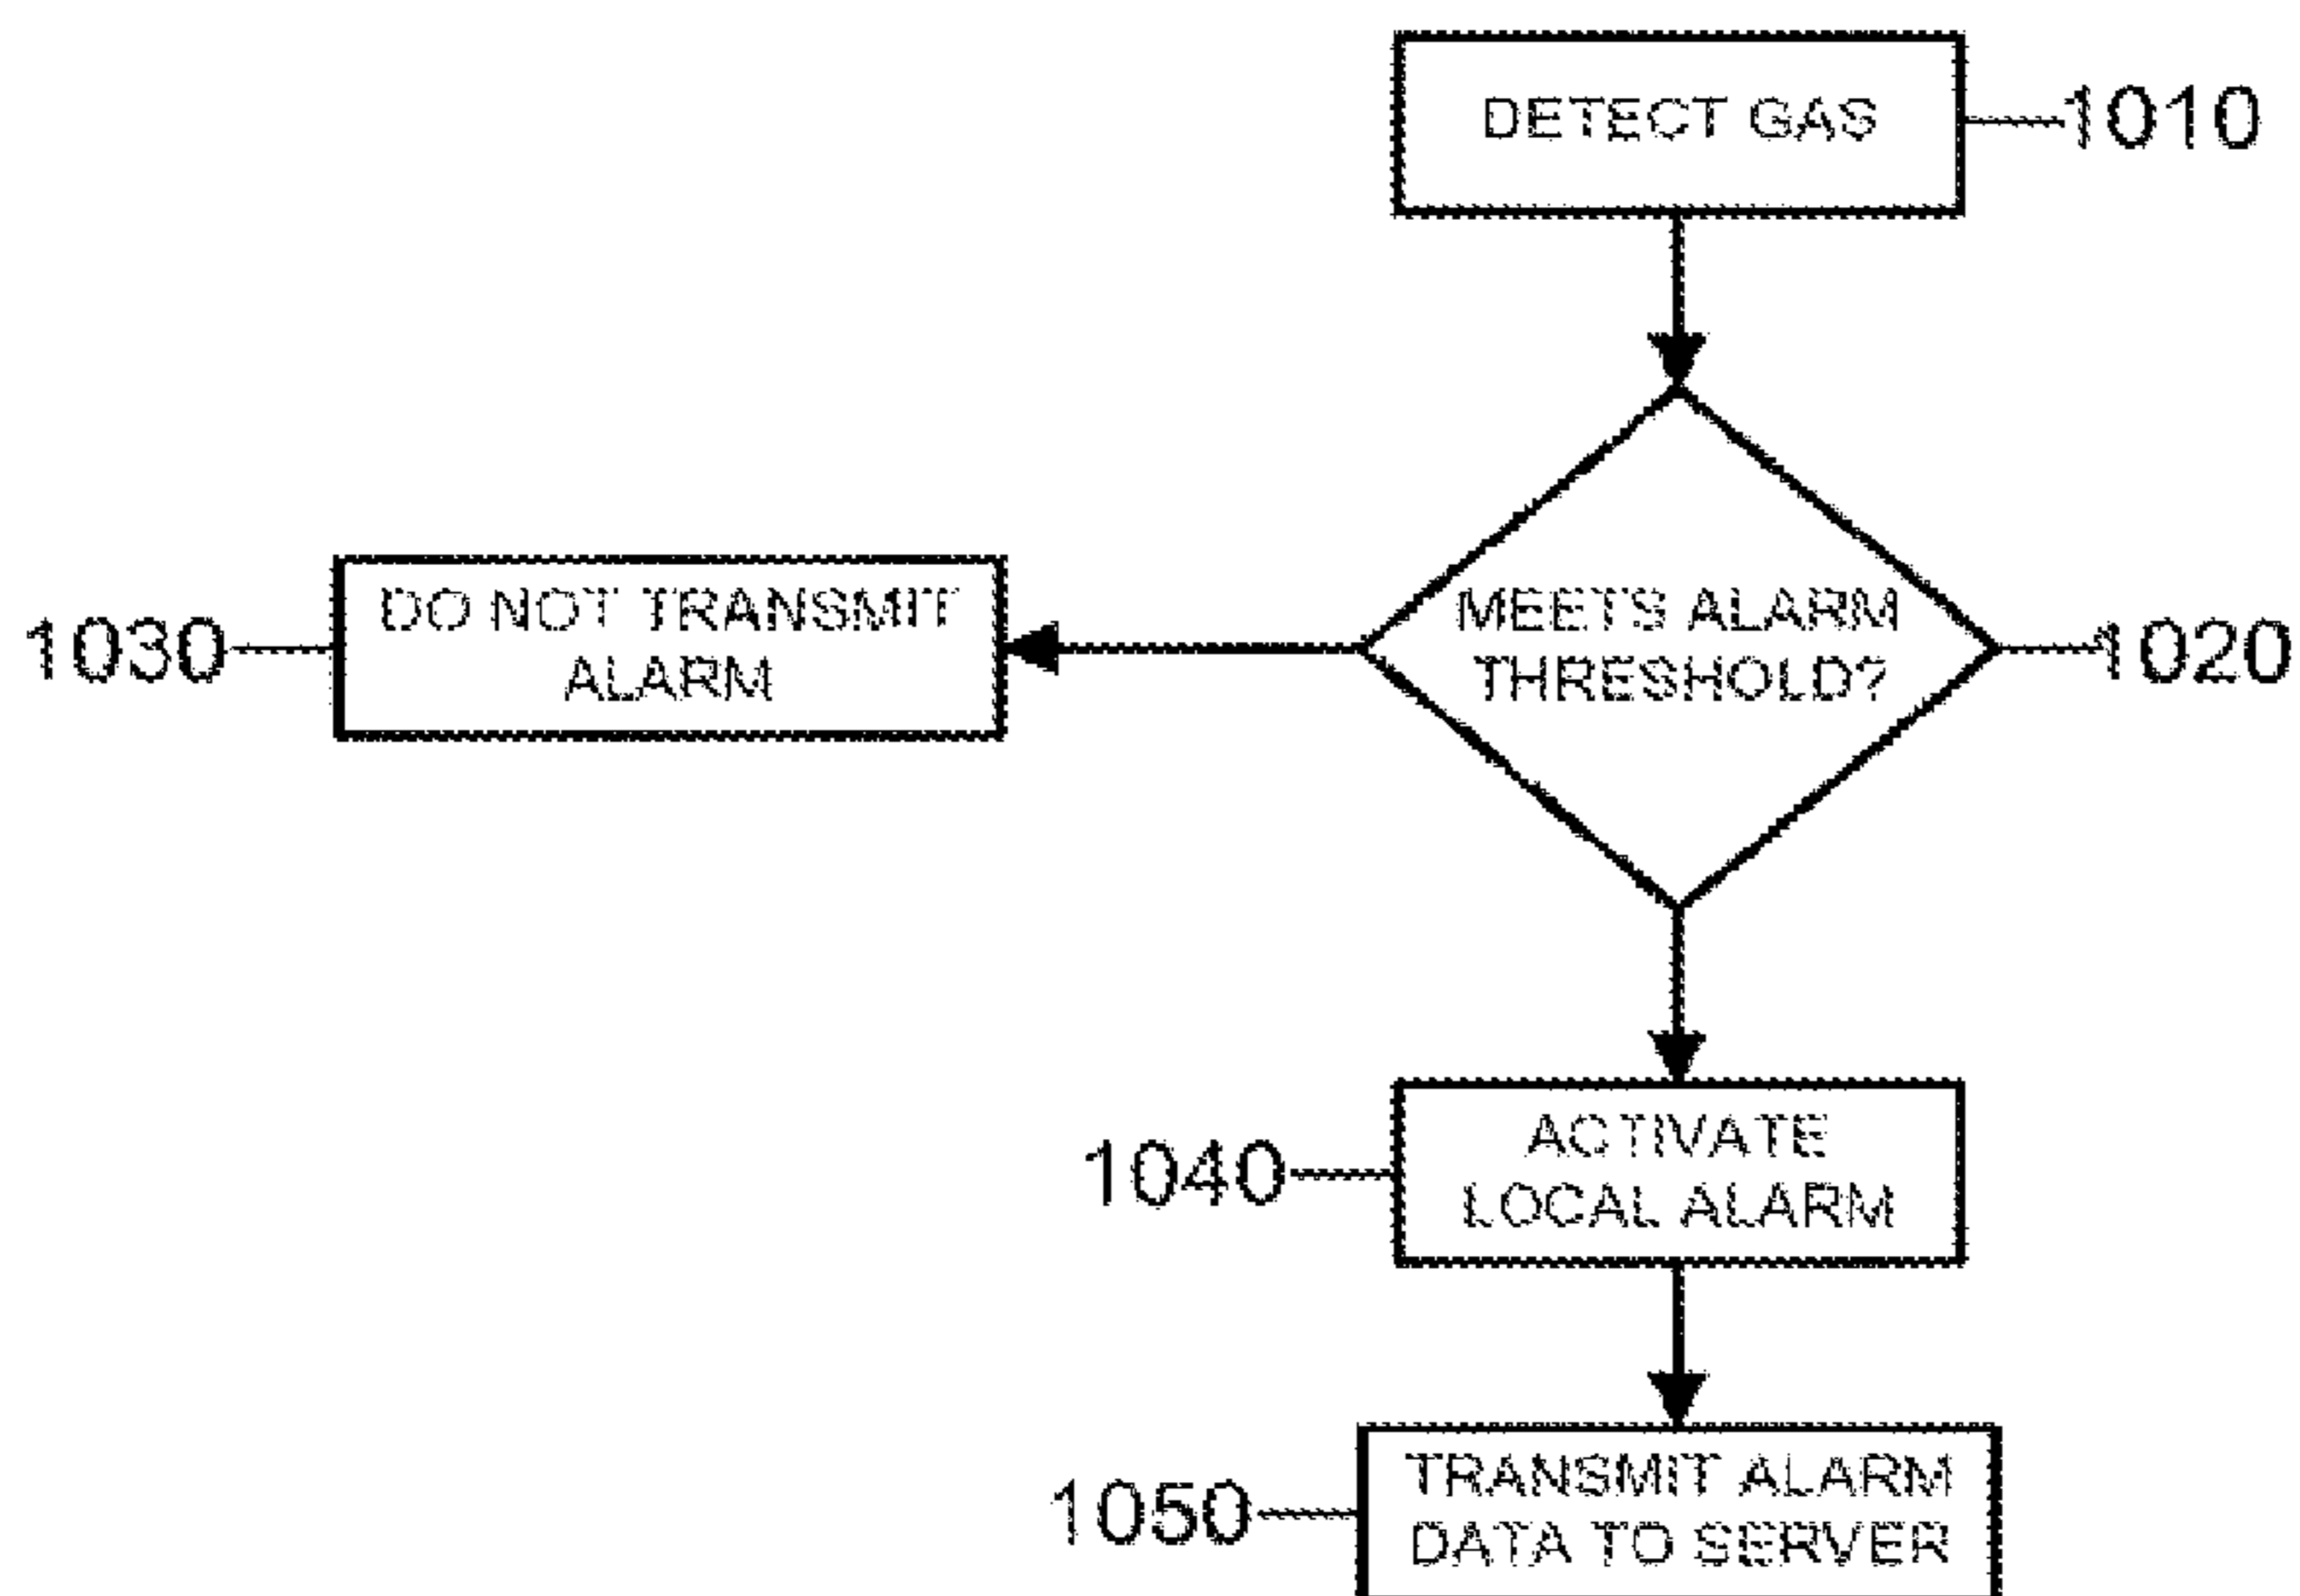 DETECT GAS
1010
MEETS ALARM
THRESHOLD?
1020
DO NOT TRANSMIT
ALARM
1030
ACTIVATE
LOCAL ALARM
1040
TRANSMIT ALARM
DATA TO SERVER
1050